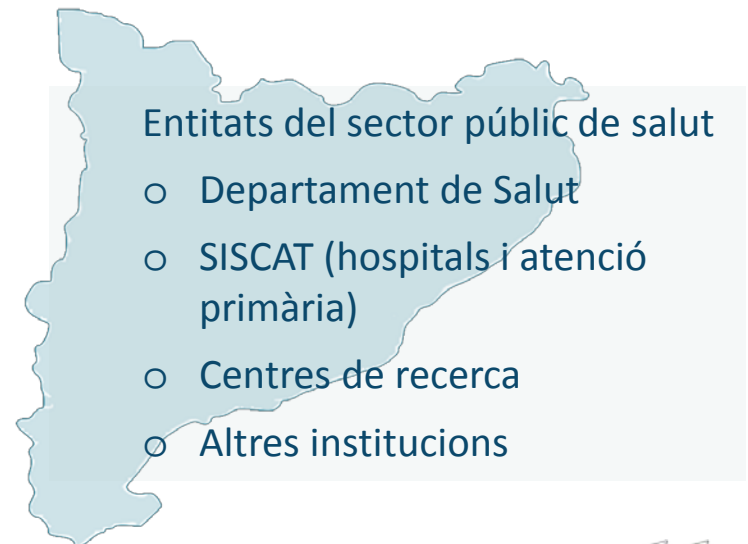 Entitats del sector públic de salut
o Departament de Salut
o SISCAT (hospitals i atenció
primària)
o Centres de recerca
o Altres institucions